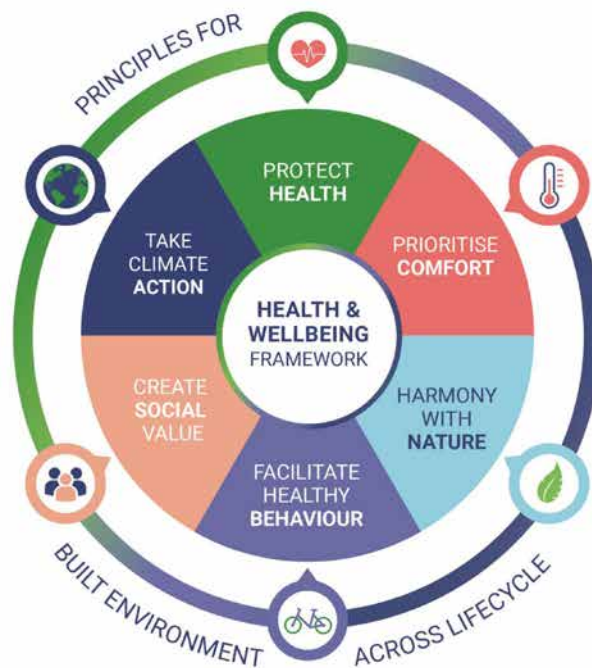 PRINCIPLES FOR
PROTECT
HEALTH
PRIORITISE
COMFORT
HARMONY
WITH
NATURE
FACILITATE
HEALTHY
BEHAVIOUR
CREATE
SOCIAL
VALUE
TAKE
CLIMATE
ACTION
HEALTH &
WELLBEING
FRAMEWORK
BUILT ENVIRONMENT
ACROSS LIFECYCLE